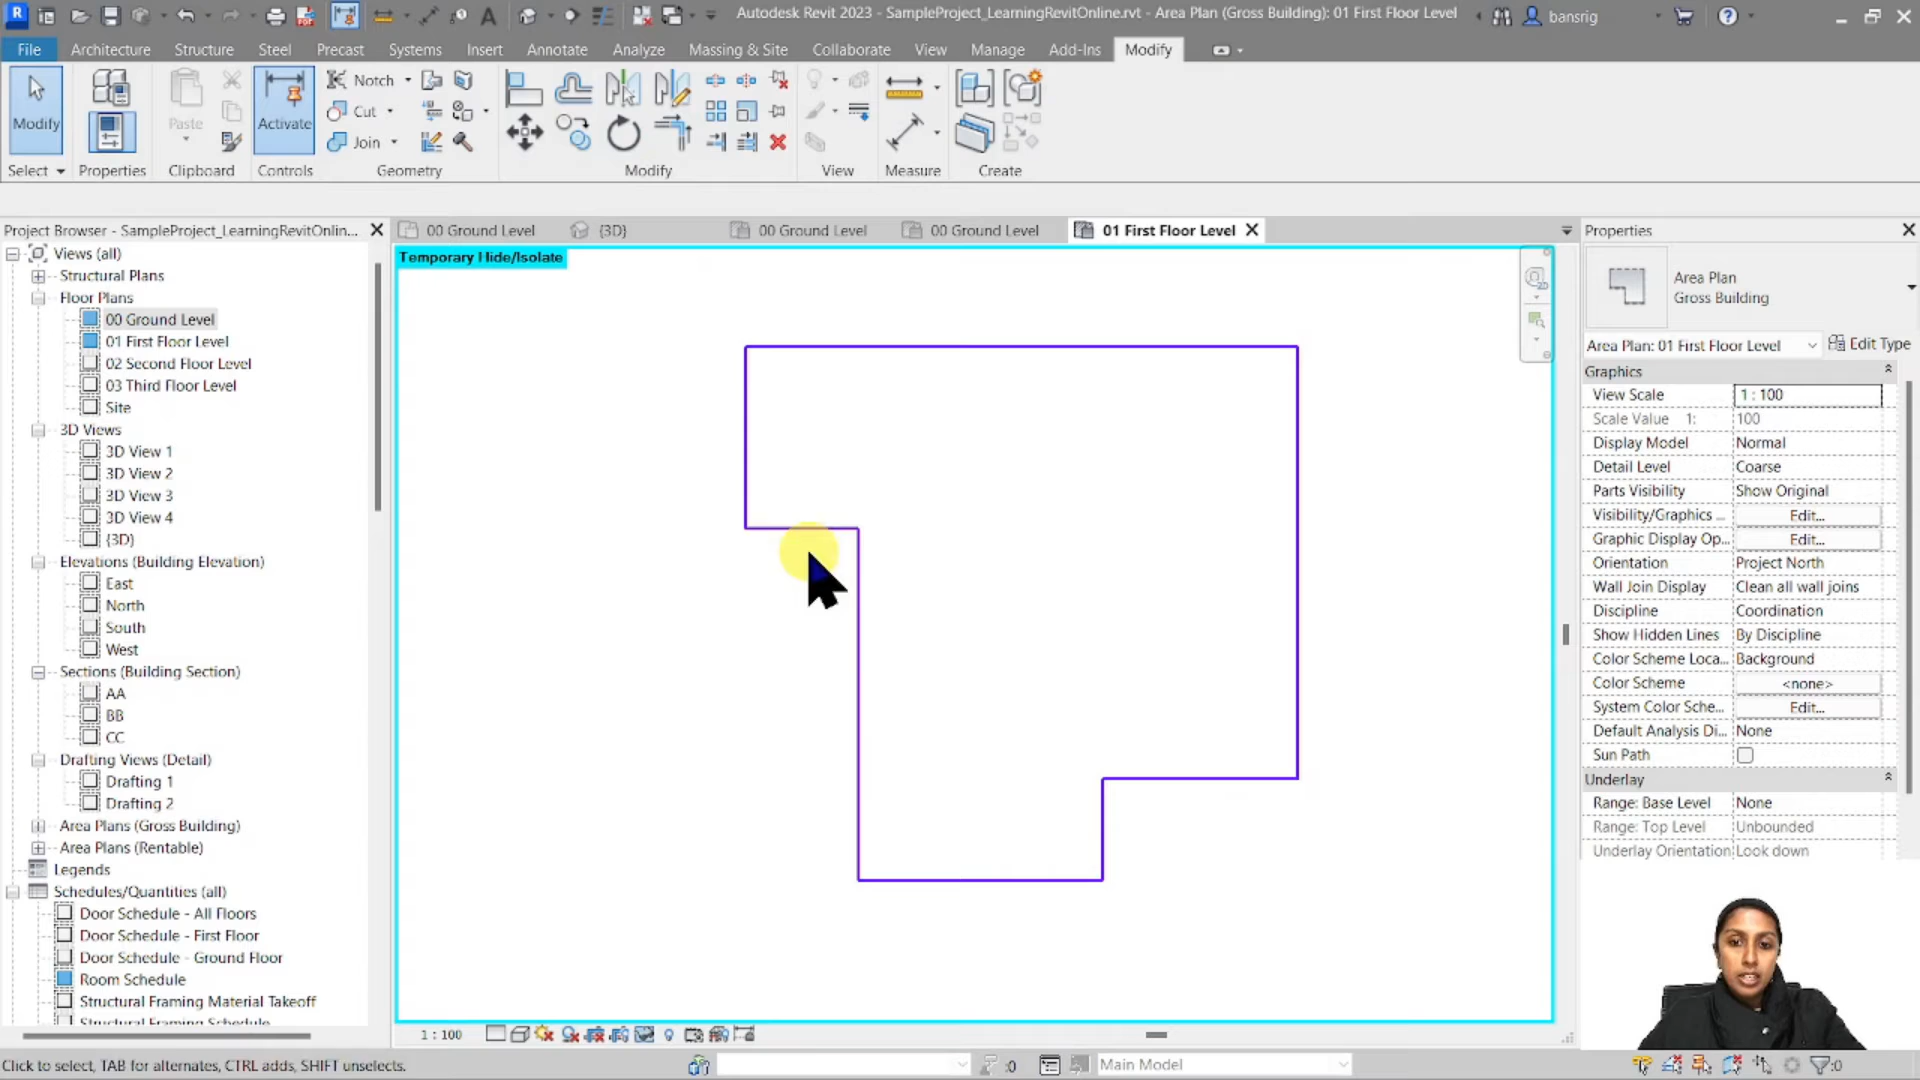 Autodesk Revit 2023 - SampleProject_LearningRevitOnline.rvt - Area Plan (Gross Building): 01 First Floor Level
bansrig
File
Architecture
Structure
Steel
Precast
Systems
Insert
Annotate
Analyze
Massing & Site
Collaborate
View
Manage
Add-Ins
Modify
Modify
Paste
Activate
Notch
Cut
Join
Select
Properties
Clipboard
Controls
Geometry
Modify
View
Measure
Create
Project Browser - SampleProject_LearningRevitOnlin...
00 Ground Level
{3D}
00 Ground Level
00 Ground Level
01 First Floor Level
Properties
Views (all)
Structural Plans
Floor Plans
00 Ground Level
01 First Floor Level
02 Second Floor Level
03 Third Floor Level
Site
3D Views
3D View 1
3D View 2
3D View 3
3D View 4
{3D}
Elevations (Building Elevation)
East
North
South
West
Sections (Building Section)
AA
BB
CC
Drafting Views (Detail)
Drafting 1
Drafting 2
Area Plans (Gross Building)
Area Plans (Rentable)
Legends
Schedules/Quantities (all)
Door Schedule - All Floors
Door Schedule - First Floor
Door Schedule - Ground Floor
Room Schedule
Structural Framing Material Takeoff
Structural Framing Schedule
Temporary Hide/Isolate
Area Plan
Gross Building
Area Plan: 01 First Floor Level
Edit Type
Graphics
View Scale 1 : 100
Scale Value 1: 100
Display Model Normal
Detail Level Coarse
Parts Visibility Show Original
Visibility/Graphics ... Edit...
Graphic Display Op... Edit...
Orientation Project North
Wall Join Display Clean all wall joins
Discipline Coordination
Show Hidden Lines By Discipline
Color Scheme Loca... Background
Color Scheme <none>
System Color Sche... Edit...
Default Analysis Di... None
Sun Path
Underlay
Range: Base Level None
Range: Top Level Unbounded
Underlay Orientation Look down
1 : 100
Click to select, TAB for alternates, CTRL adds, SHIFT unselects.
:0
Main Model
:0